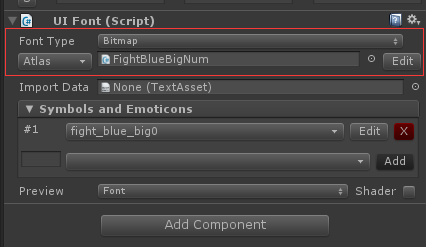 UI Font (Script)
Font Type Bitmap
Atlas FightBlueBigNum Edit
Import Data None (TextAsset)
Symbols and Emoticons
#1 fight_blue_big0 Edit X
Add
Preview Font Shader
Add Component